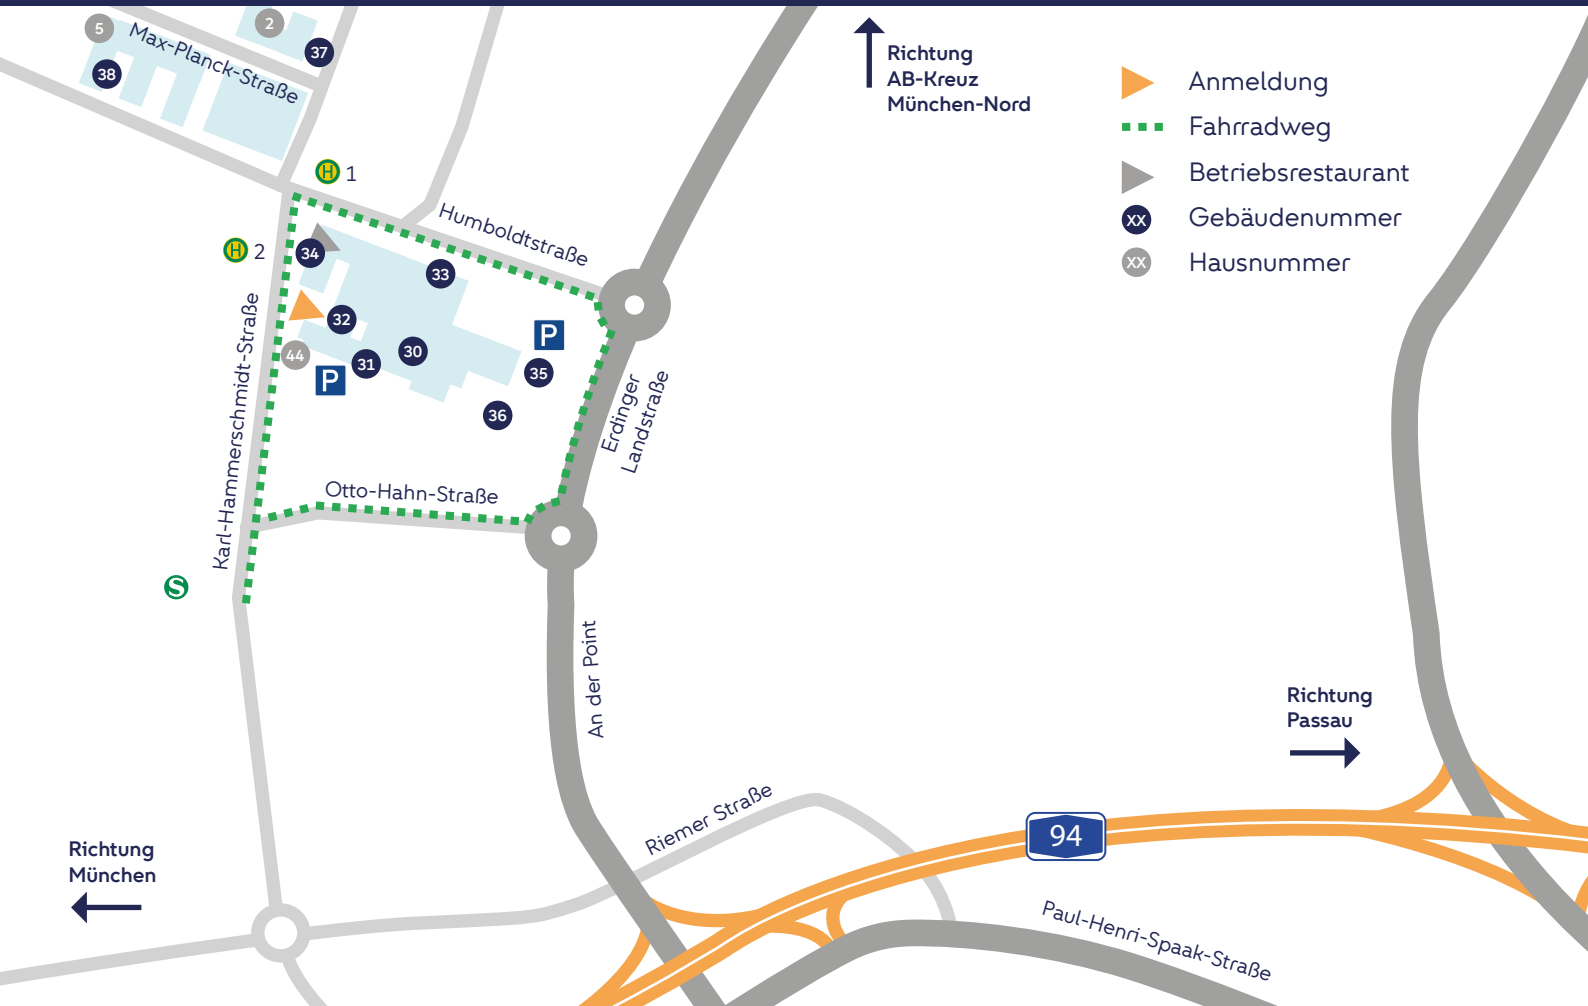 5
Max-Planck-Straße
2
37
38
Richtung
AB-Kreuz
München-Nord
Anmeldung
Fahrradweg
Betriebsrestaurant
XX Gebäudenummer
XX Hausnummer
H 1
H 2
Humboldtstraße
34
33
32
P
44
31
30
35
P
36
Karl-Hammerschmidt-Straße
Erdinger
Landstraße
Otto-Hahn-Straße
S
An der Point
Richtung
Passau
Riemer Straße
94
Richtung
München
Paul-Henri-Spaak-Straße